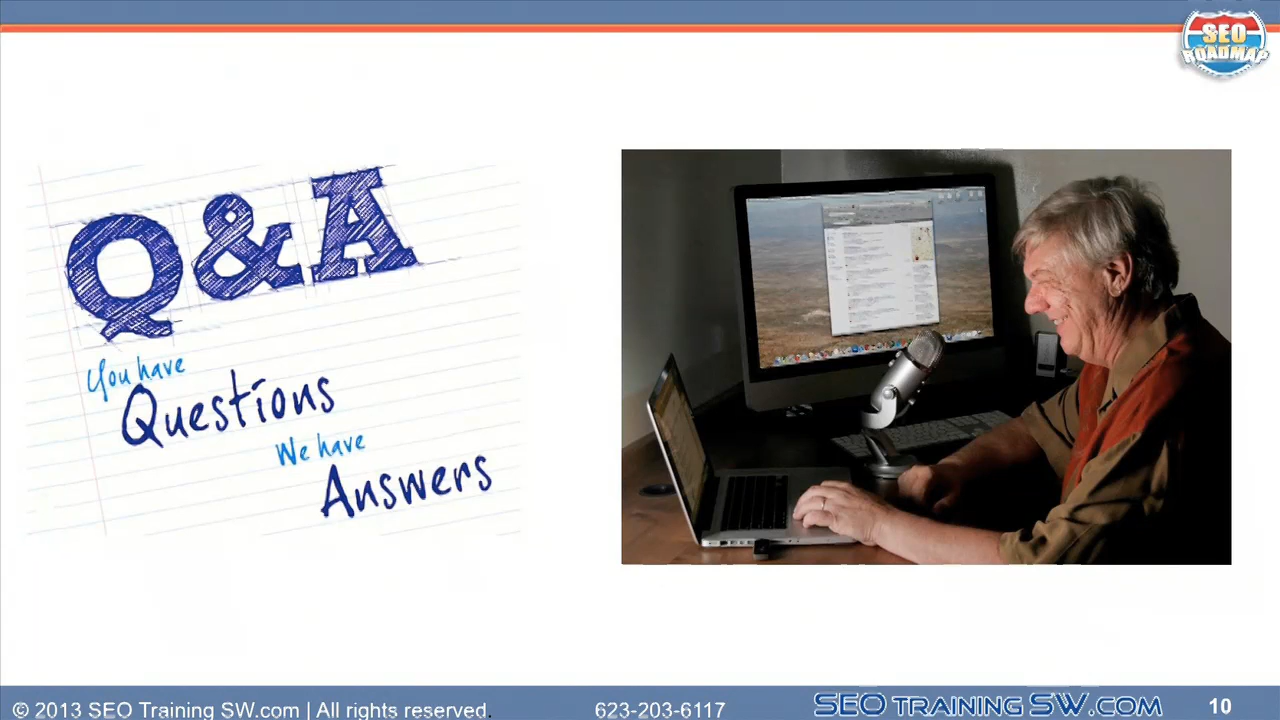 SEO
ROADMAP
Q&A
You have
Questions
We have
Answers
© 2013 SEO Training SW.com | All rights reserved.
623-203-6117
SEO TRAINING SW.COM
10